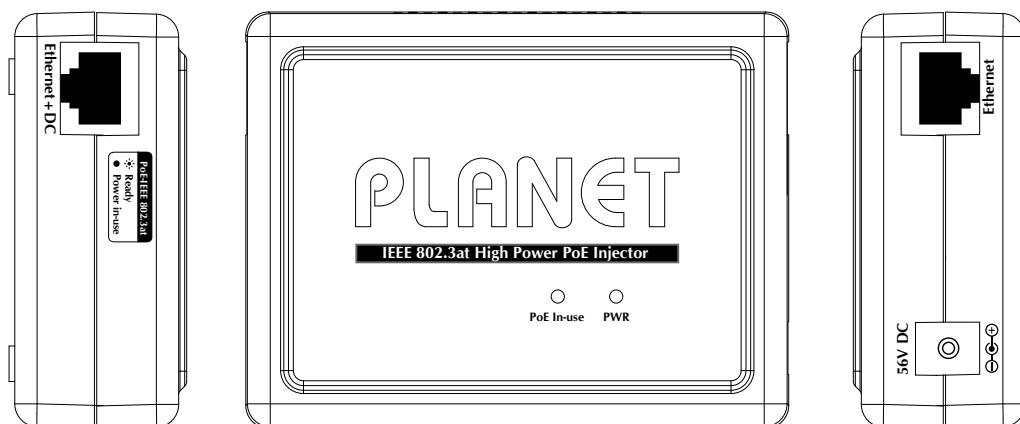 Ethernet + DC
PoE-IEEE 802.3at
Ready
Power in-use
PLANET
IEEE 802.3at High Power PoE Injector
PoE In-use
PWR
Ethernet
56V DC